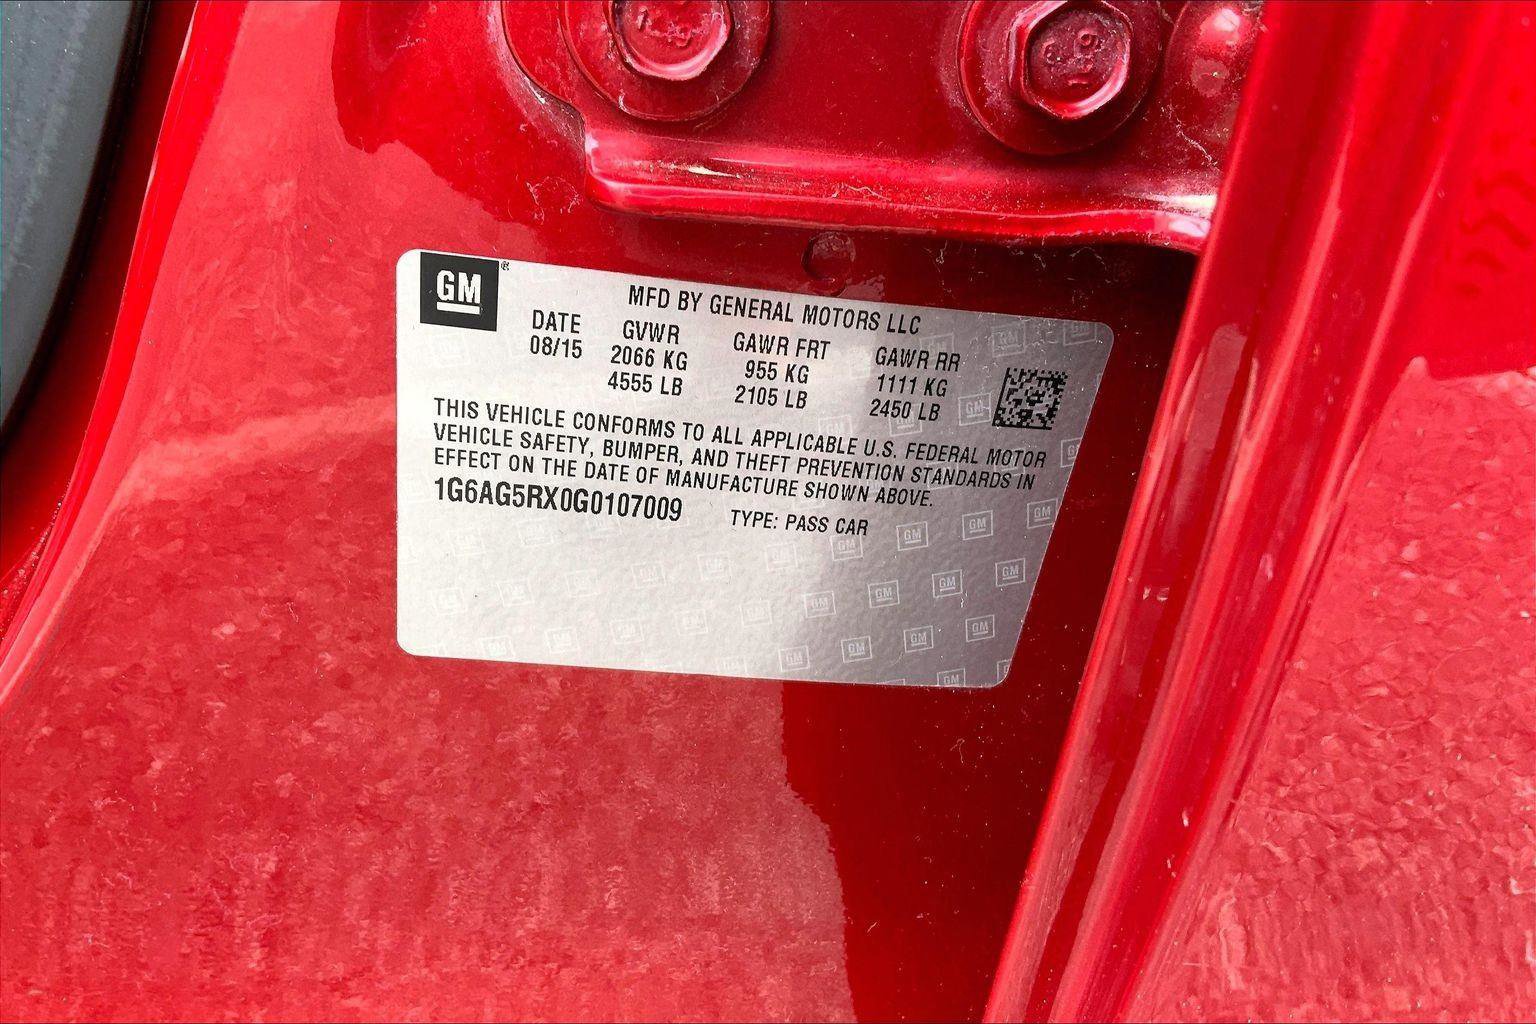 GM®
MFD BY GENERAL MOTORS LLC
DATE GVWR GAWR FRT GAWR RR
08/15 2066 KG 955 KG 1111 KG
4555 LB 2105 LB 2450 LB
THIS VEHICLE CONFORMS TO ALL APPLICABLE U.S. FEDERAL MOTOR
VEHICLE SAFETY, BUMPER, AND THEFT PREVENTION STANDARDS IN
EFFECT ON THE DATE OF MANUFACTURE SHOWN ABOVE.
1G6AG5RX0G0107009 TYPE: PASS CAR